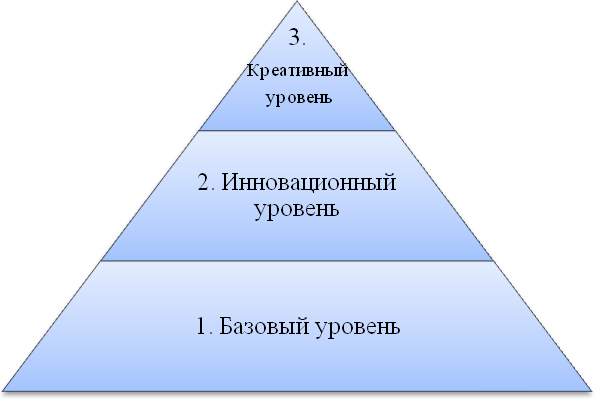 3.
Креативный
уровень
2. Инновационный
уровень
1. Базовый уровень